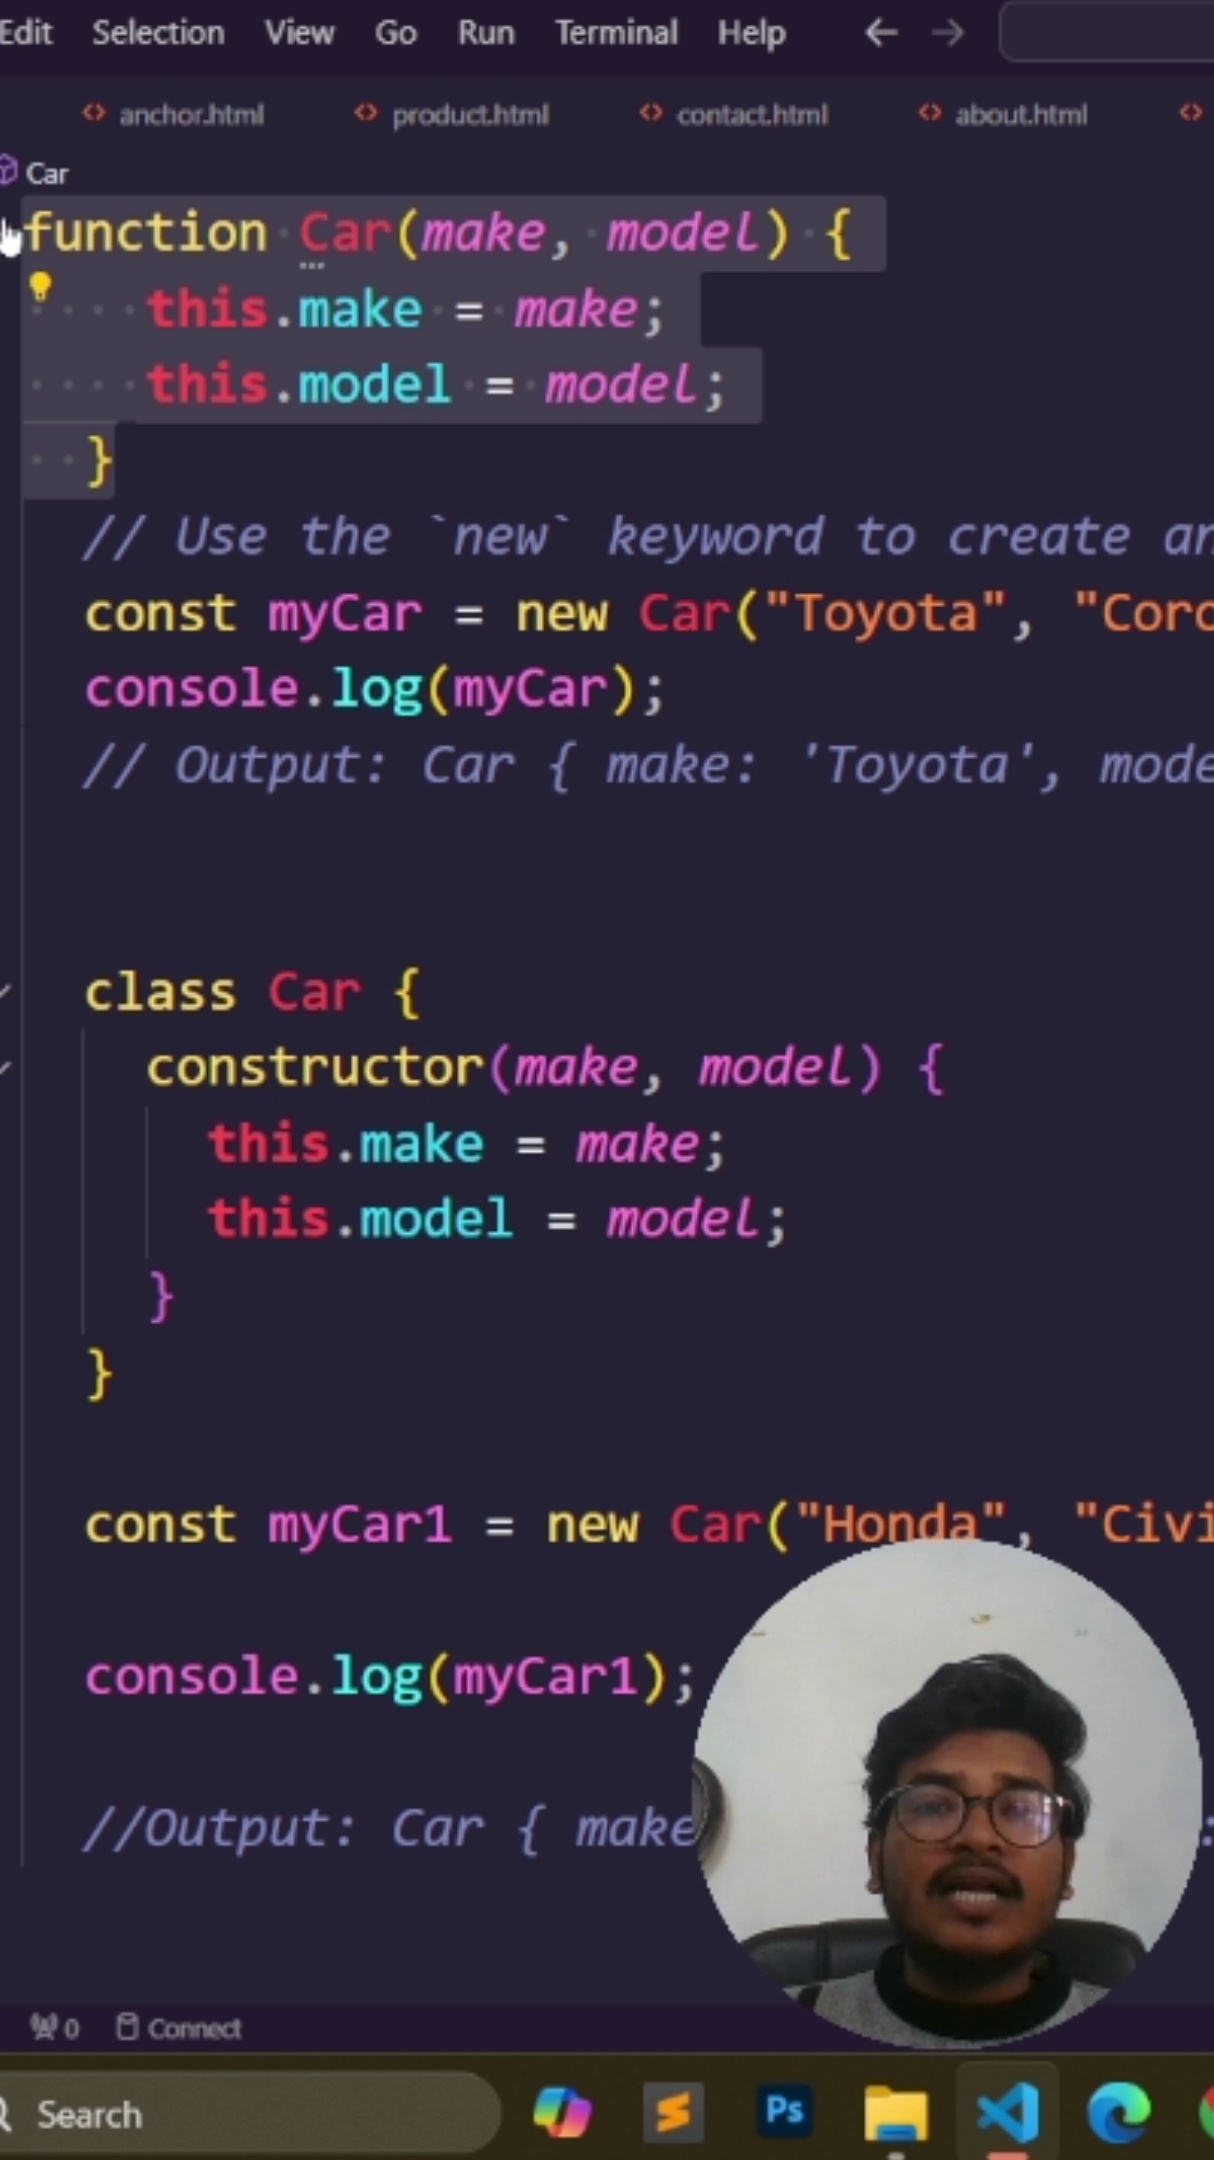 Edit Selection View Go Run Terminal Help
anchor.html product.html contact.html about.html
Car
function Car(make, model) {
this.make = make;
this.model = model;
}
// Use the `new` keyword to create an
const myCar = new Car("Toyota", "Coro
console.log(myCar);
// Output: Car { make: 'Toyota', mode
class Car {
constructor(make, model) {
this.make = make;
this.model = model;
}
}
const myCar1 = new Car("Honda", "Civi
console.log(myCar1);
//Output: Car { make :
0 Connect
Search
Ps